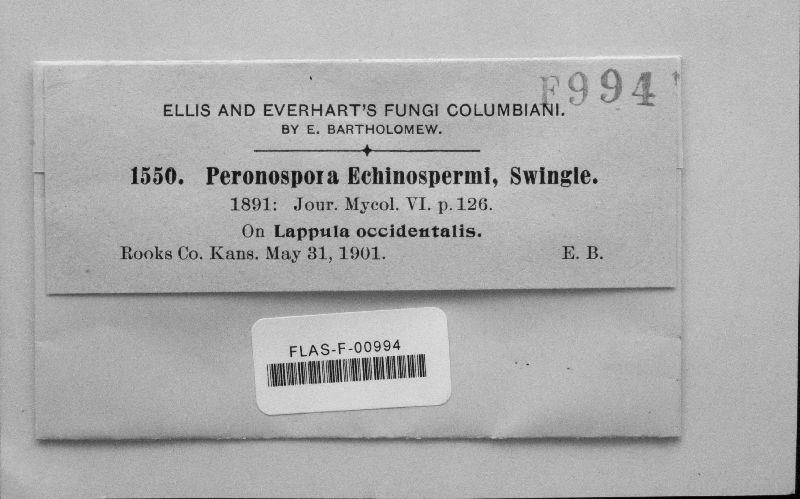 F994
ELLIS AND EVERHART'S FUNGI COLUMBIANI.
BY E. BARTHOLOMEW.
1550. Peronospora Echinospermi, Swingle.
1891: Jour. Mycol. VI. p. 126.
On Lappula occidentalis.
Rooks Co. Kans. May 31, 1901. E. B.
FLAS-F-00994